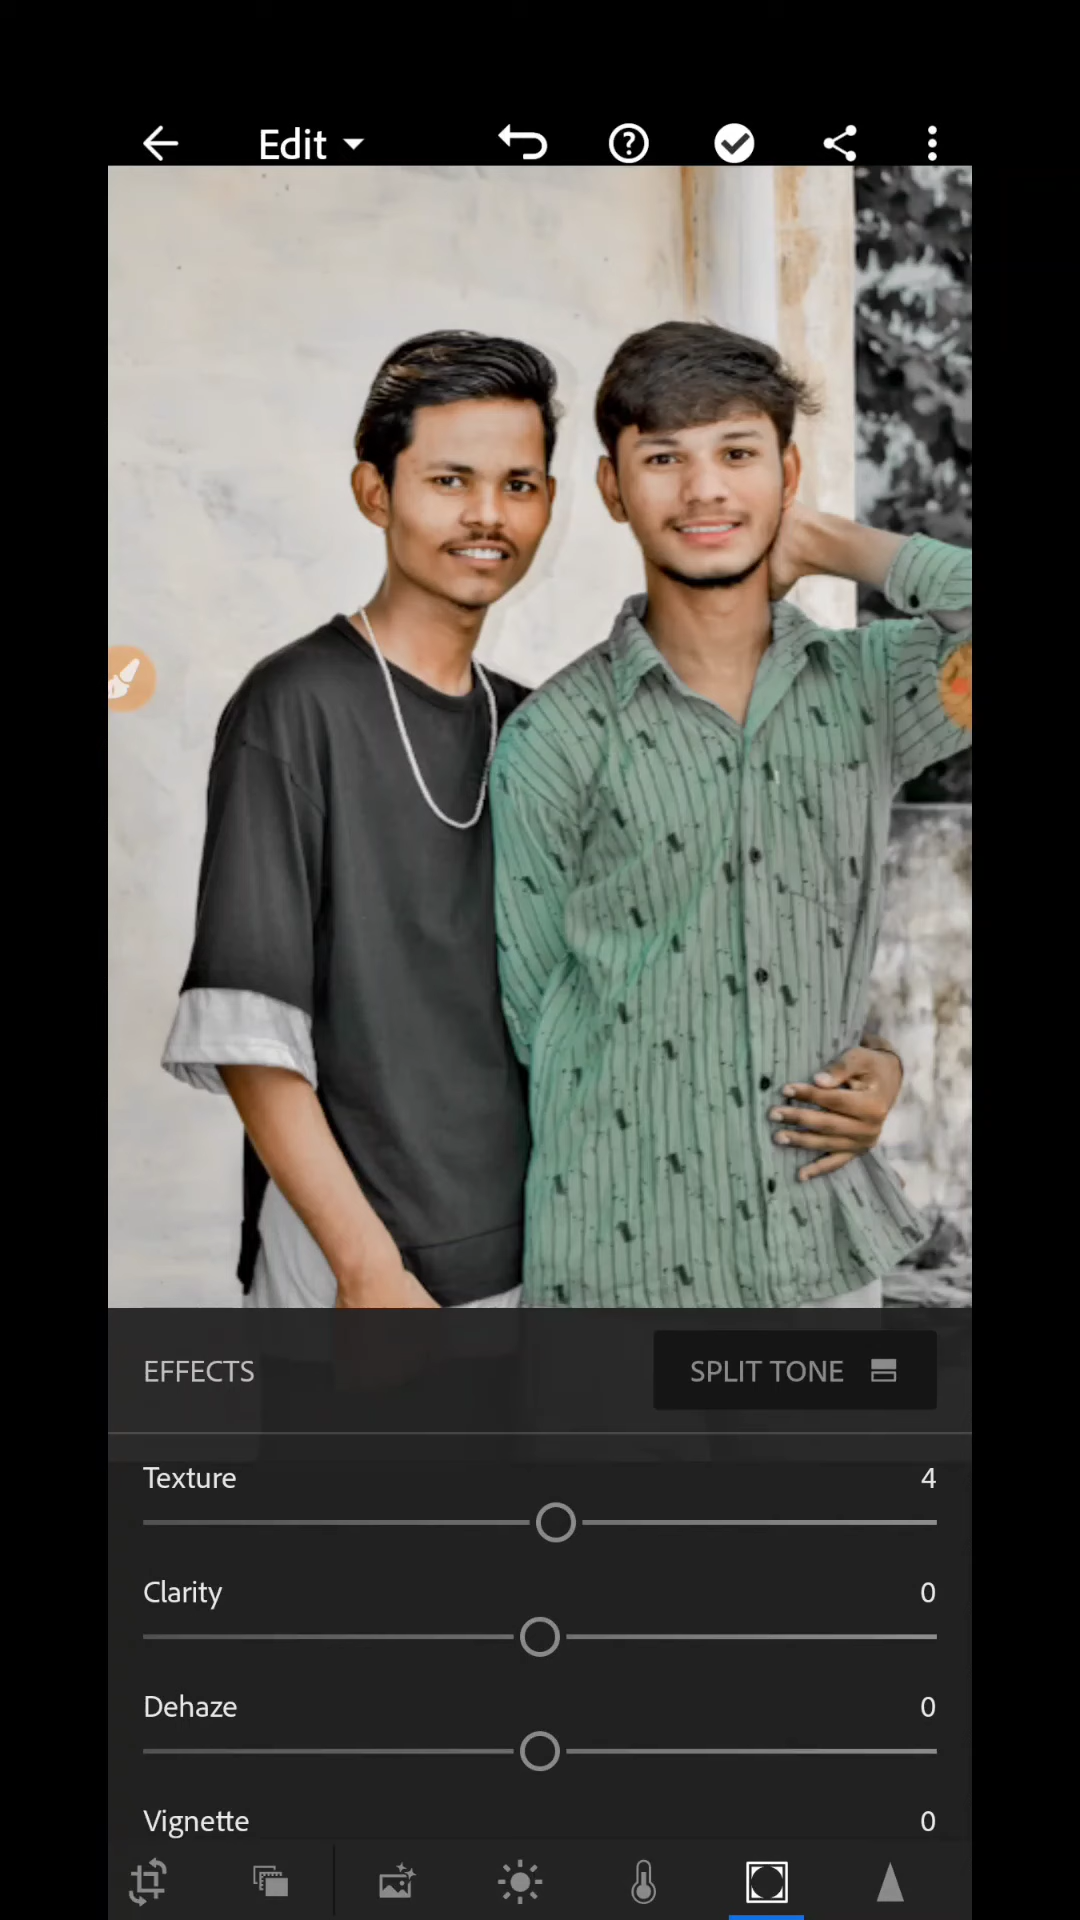 Edit
EFFECTS
SPLIT TONE
Texture 4
Clarity 0
Dehaze 0
Vignette 0